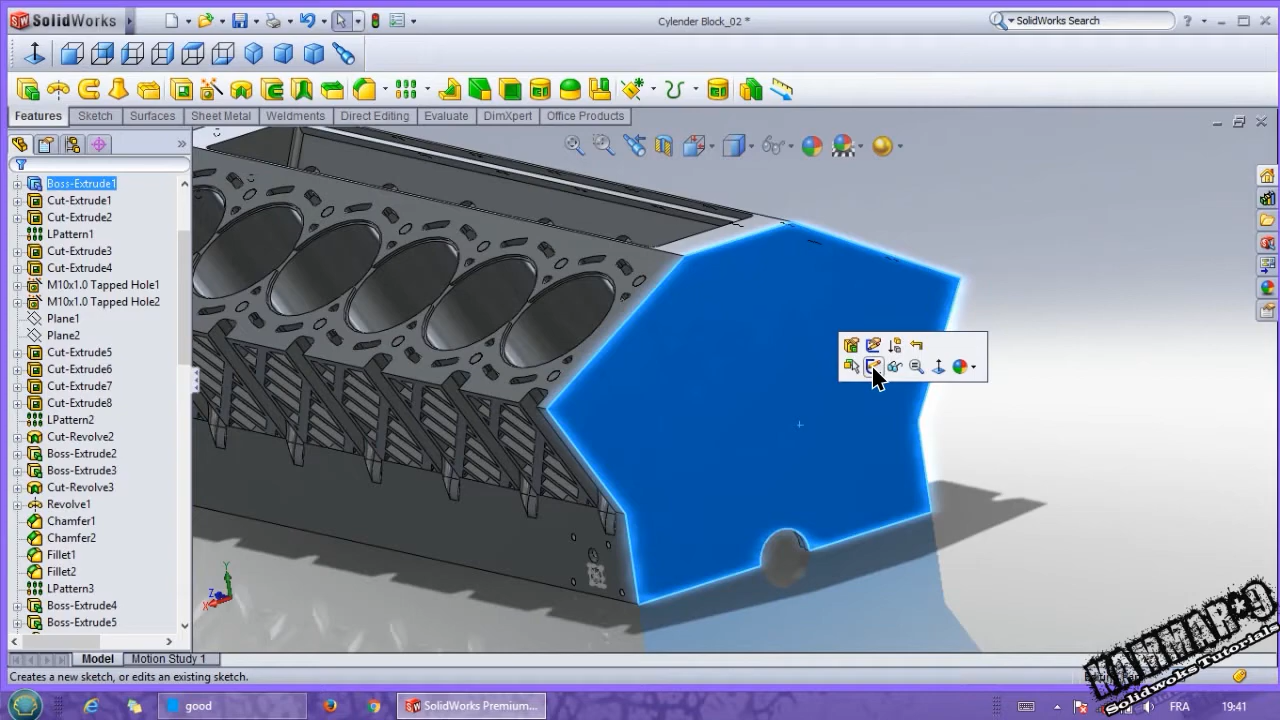 SolidWorks
Cylender Block_02 *
SolidWorks Search
Features
Sketch
Surfaces
Sheet Metal
Weldments
Direct Editing
Evaluate
DimXpert
Office Products
Boss-Extrude1
Cut-Extrude1
Cut-Extrude2
LPattern1
Cut-Extrude3
Cut-Extrude4
M10x1.0 Tapped Hole1
M10x1.0 Tapped Hole2
Plane1
Plane2
Cut-Extrude5
Cut-Extrude6
Cut-Extrude7
Cut-Extrude8
LPattern2
Cut-Revolve2
Boss-Extrude2
Boss-Extrude3
Cut-Revolve3
Revolve1
Chamfer1
Chamfer2
Fillet1
Fillet2
LPattern3
Boss-Extrude4
Boss-Extrude5
Y
Z
X
Model
Motion Study 1
Creates a new sketch, or edits an existing sketch.
Solidwoks Tutorials
good
SolidWorks Premium...
FRA
19:41